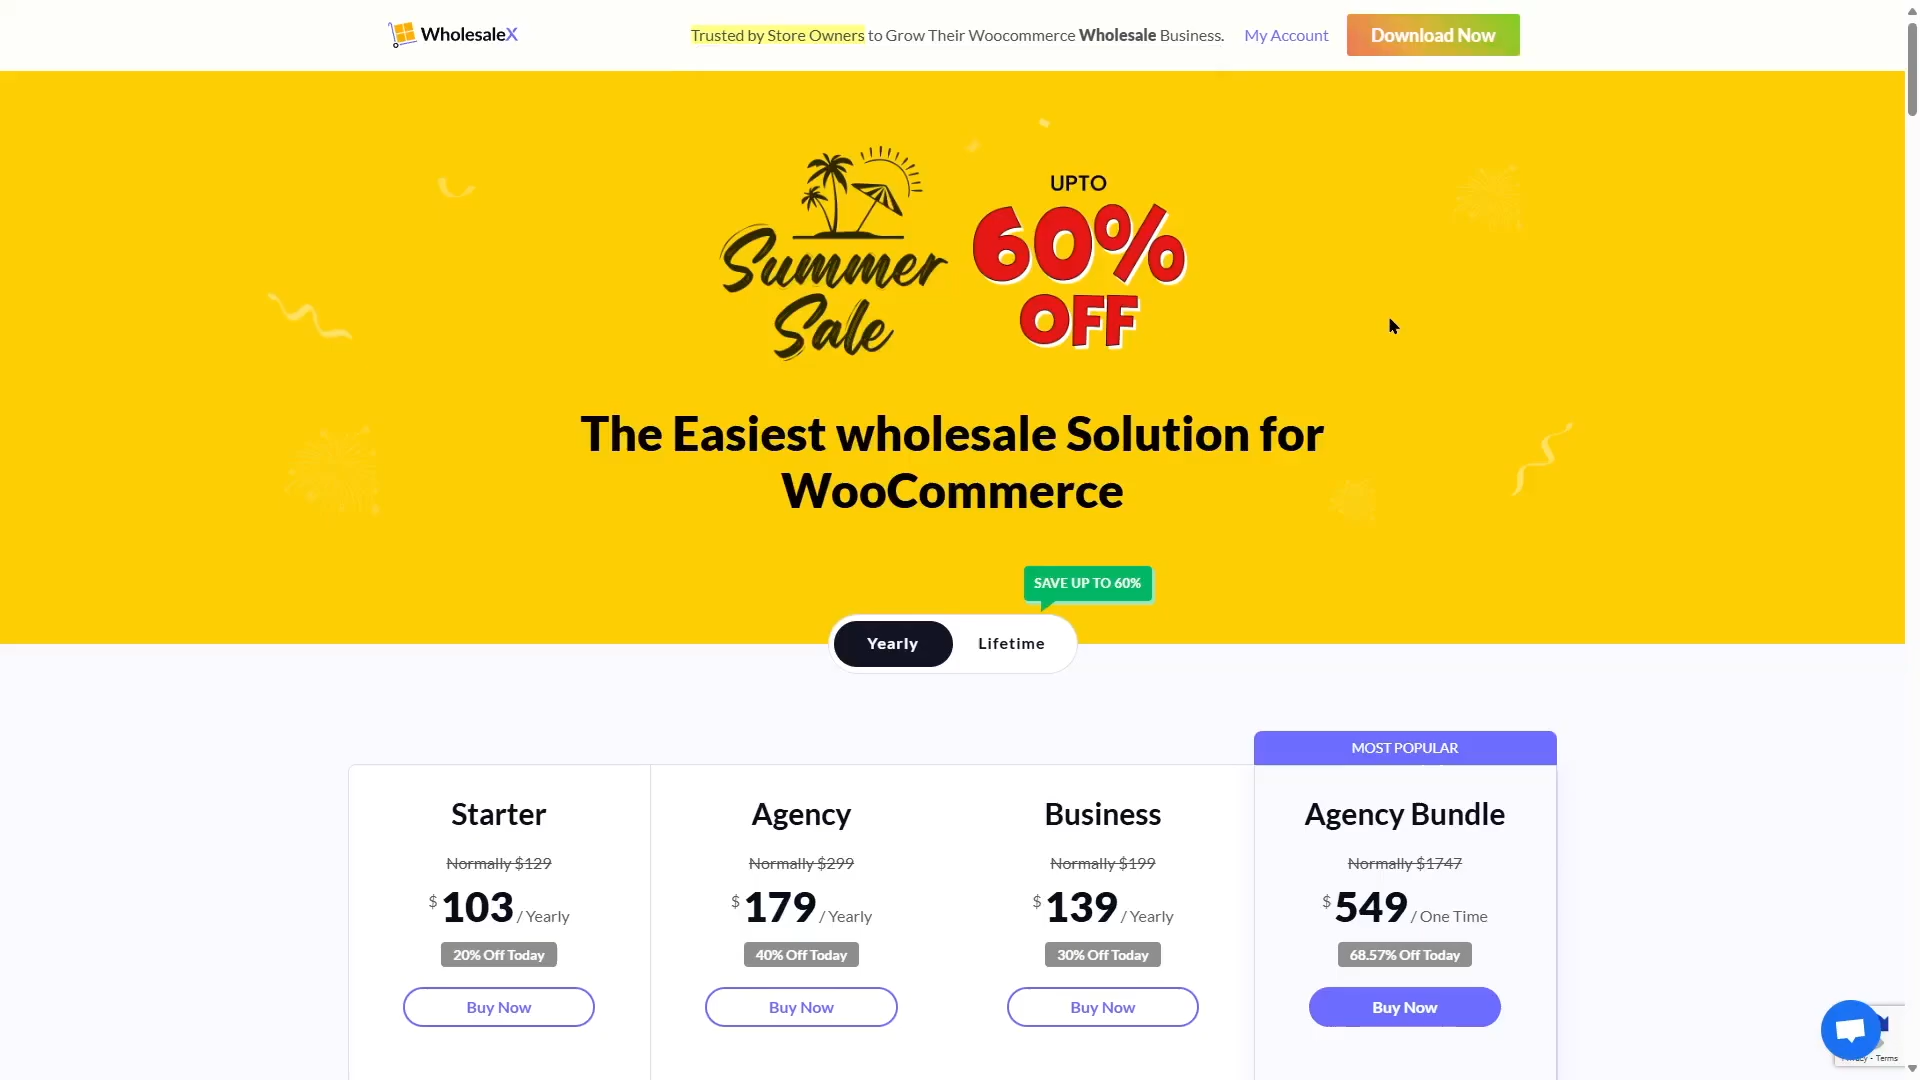 WholesaleX
Trusted by Store Owners to Grow Their Woocommerce Wholesale Business.
My Account
Download Now
Summer
Sale
UPTO
60%
OFF
The Easiest wholesale Solution for
WooCommerce
SAVE UP TO 60%
Yearly
Lifetime
MOST POPULAR
Starter
Normally $129
$103 / Yearly
20% Off Today
Buy Now
Agency
Normally $299
$179 / Yearly
40% Off Today
Buy Now
Business
Normally $199
$139 / Yearly
30% Off Today
Buy Now
Agency Bundle
Normally $1747
$549 / One Time
68.57% Off Today
Buy Now
- Terms